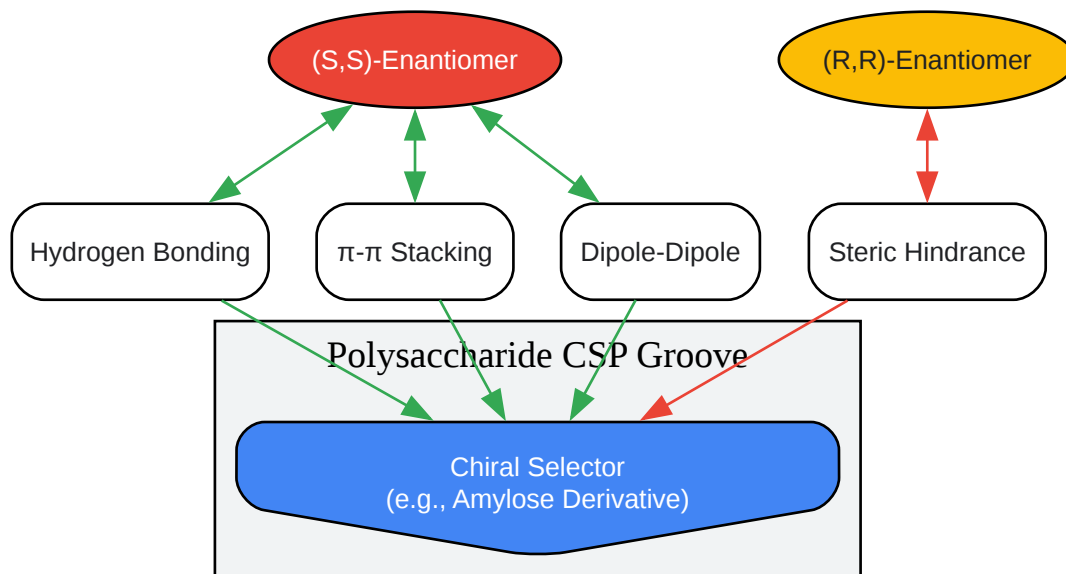 (S,S)-Enantiomer
(R,R)-Enantiomer
Hydrogen Bonding
π-π Stacking
Dipole-Dipole
Steric Hindrance
Polysaccharide CSP Groove
Chiral Selector
(e.g., Amylose Derivative)